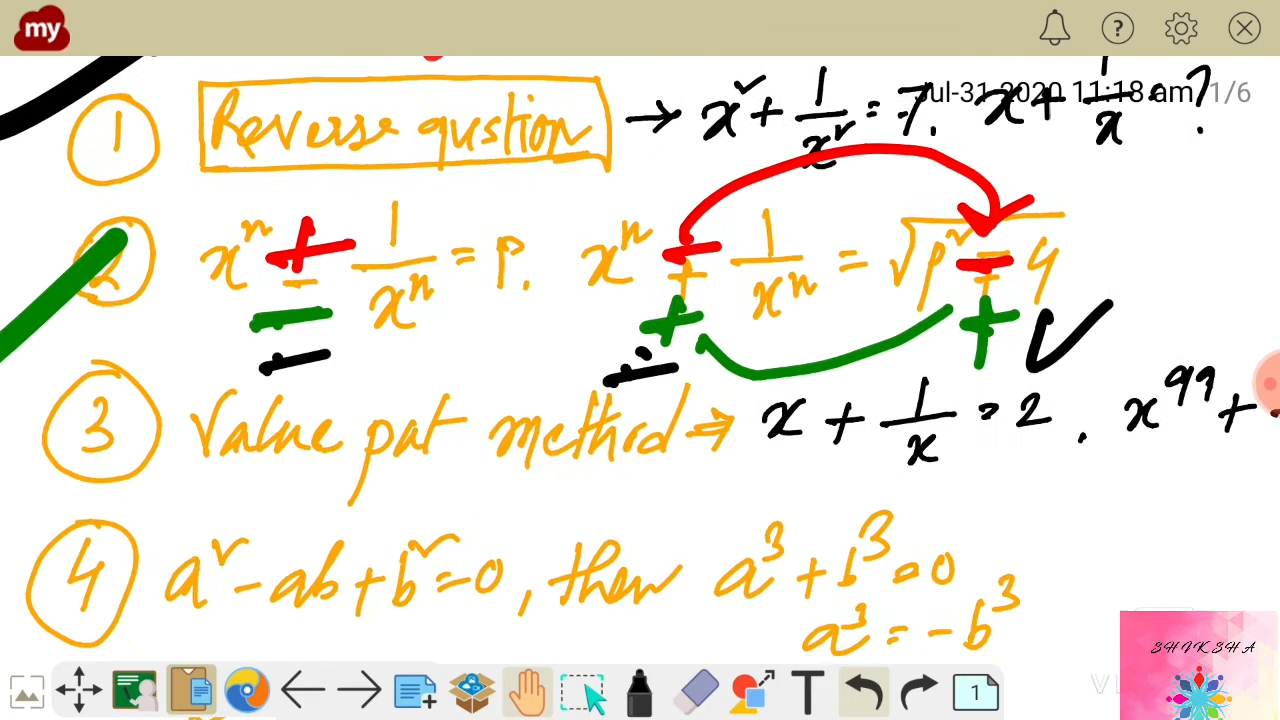 my
Jul-31-2020 11:18 am 1/6
① Reverse qustion → x² + 1/x² = 7. x + 1/x = ?
② xⁿ + 1/xⁿ = P. xⁿ ∓ 1/xⁿ = √P² ∓ 4
③ Value pat method ⇒ x + 1/x = 2. x⁹⁹ +
④ a² - ab + b² = 0, then a³ + b³ = 0
a³ = - b³
SHIKSHA
T
1